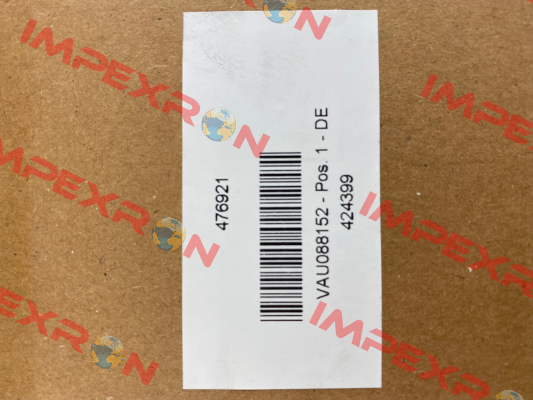 476921
VAU088152 - Pos. 1 - DE
424399
IMPEXRON
IMPEXRON
IMPEXRON
IMPEXRON
IMPEXRON
IMPEXRON